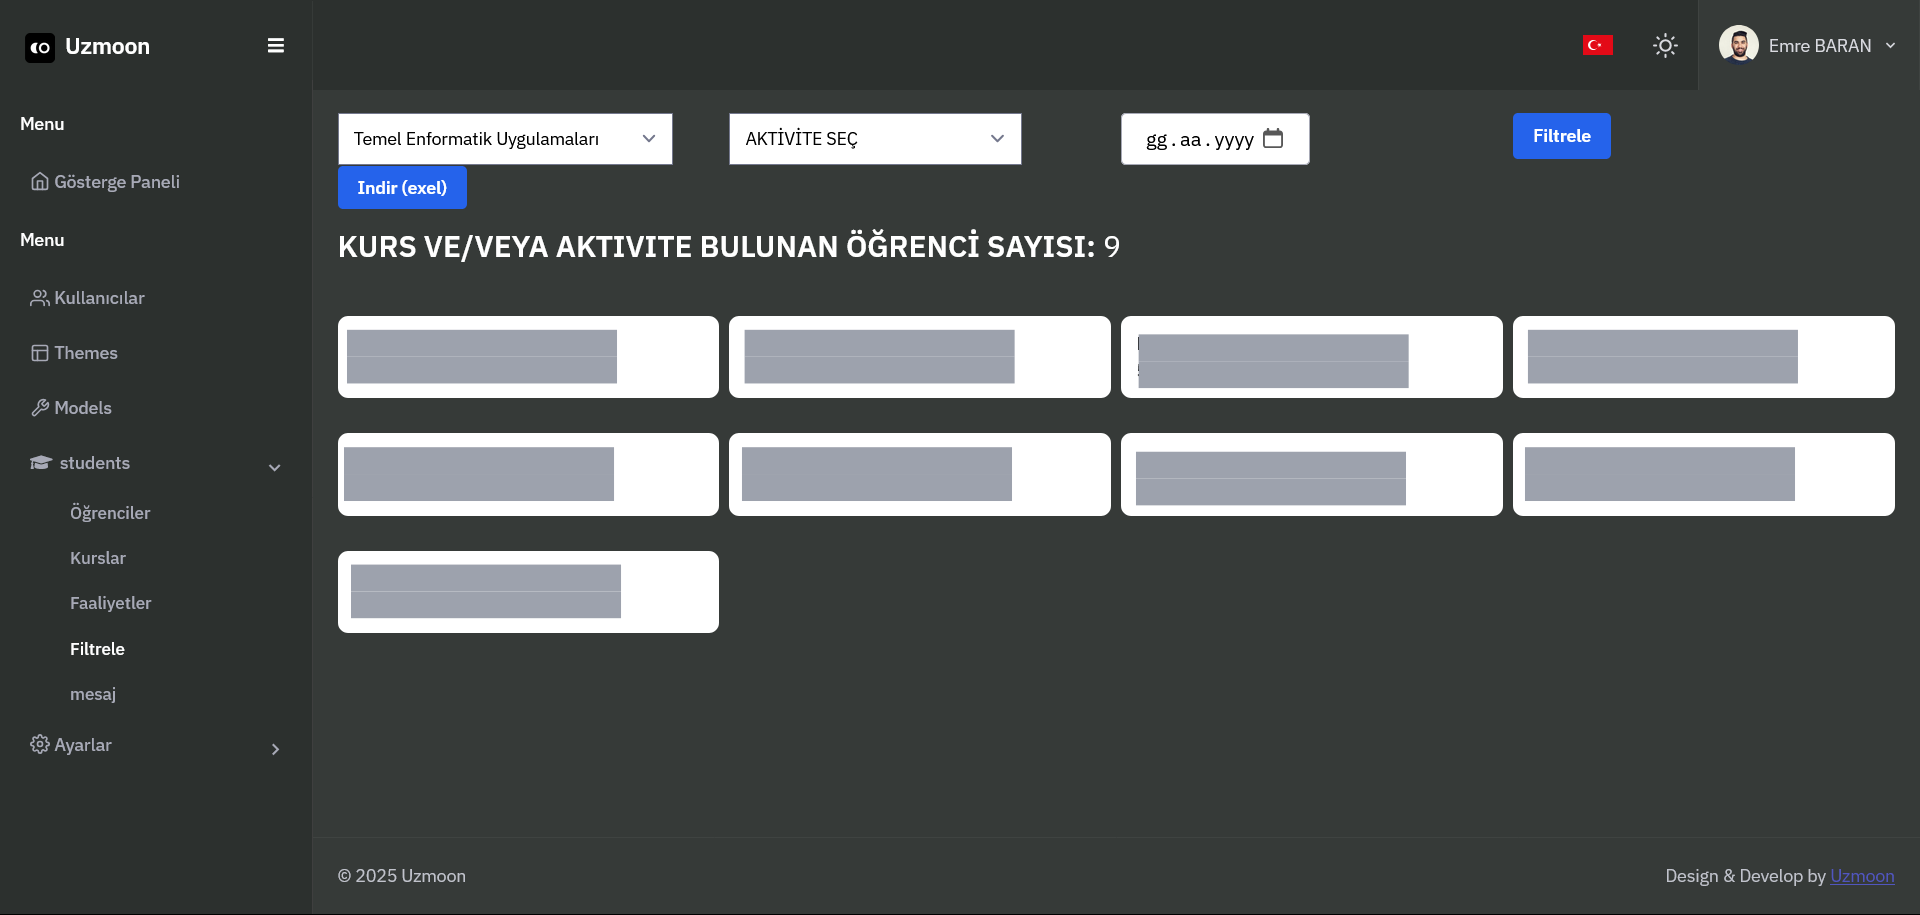 Uzmoon
Emre BARAN
Menu
Gösterge Paneli
Menu
Kullanıcılar
Themes
Models
students
Öğrenciler
Kurslar
Faaliyetler
Filtrele
mesaj
Ayarlar
Temel Enformatik Uygulamaları
AKTİVİTE SEÇ
gg.aa.yyyy
Filtrele
Indir (exel)
KURS VE/VEYA AKTIVITE BULUNAN ÖĞRENCİ SAYISI: 9
© 2025 Uzmoon
Design & Develop by Uzmoon